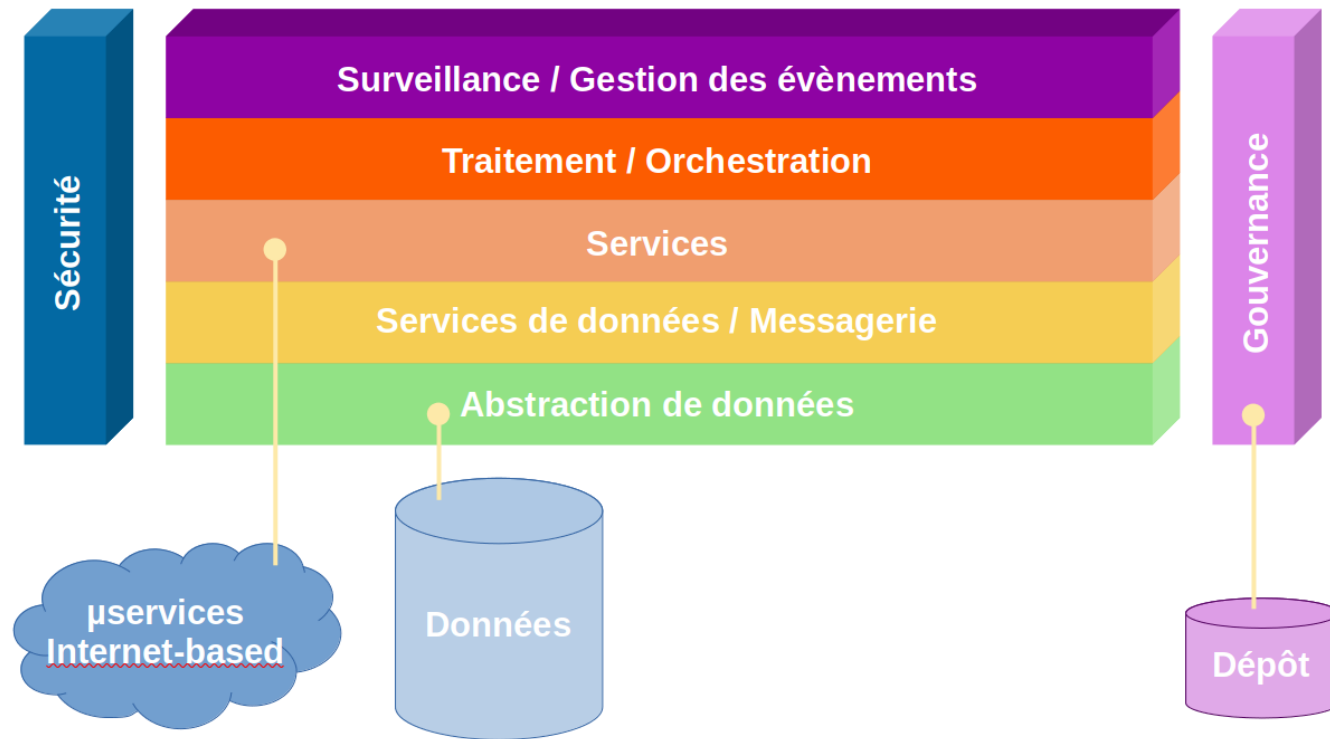 Sécurité
Surveillance / Gestion des évènements
Traitement / Orchestration
Services
Services de données / Messagerie
Abstraction de données
Gouvernance
µservices
Internet-based
Données
Dépôt